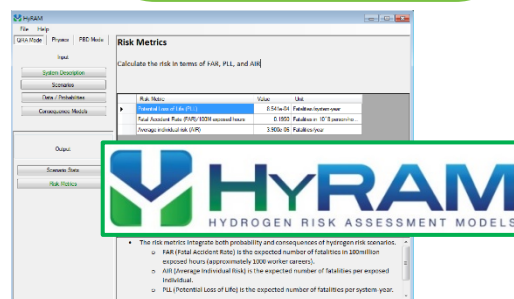 HyRAM
File Help
QRA Mode Physics PBD Mode
Risk Metrics
Input
Calculate the risk in terms of FAR, PLL, and AIR
System Description
Scenarios
Data / Probabilities
Consequence Models
Risk Metric Value Unit
Potential Loss of Life (PLL) Fatalities/system-year
Fatal Accident Rate (FAR)/100M exposed hours 0.1950 Fatalities in
Average individual risk (AIR) Fatalities/year
Output
Scenario Stats
Risk Metrics
HYRAM
HYDROGEN RISK ASSESSMENT MODELS
• The risk metrics integrate both probability and consequences of hydrogen risk scenarios.
o FAR (Fatal Accident Rate) is the expected number of fatalities in 100million
exposed hours (approximately 1000 worker careers).
o AIR (Average Individual Risk) is the expected number of fatalities per exposed
individual.
o PLL (Potential Loss of Life) is the expected number of fatalities per system-year.